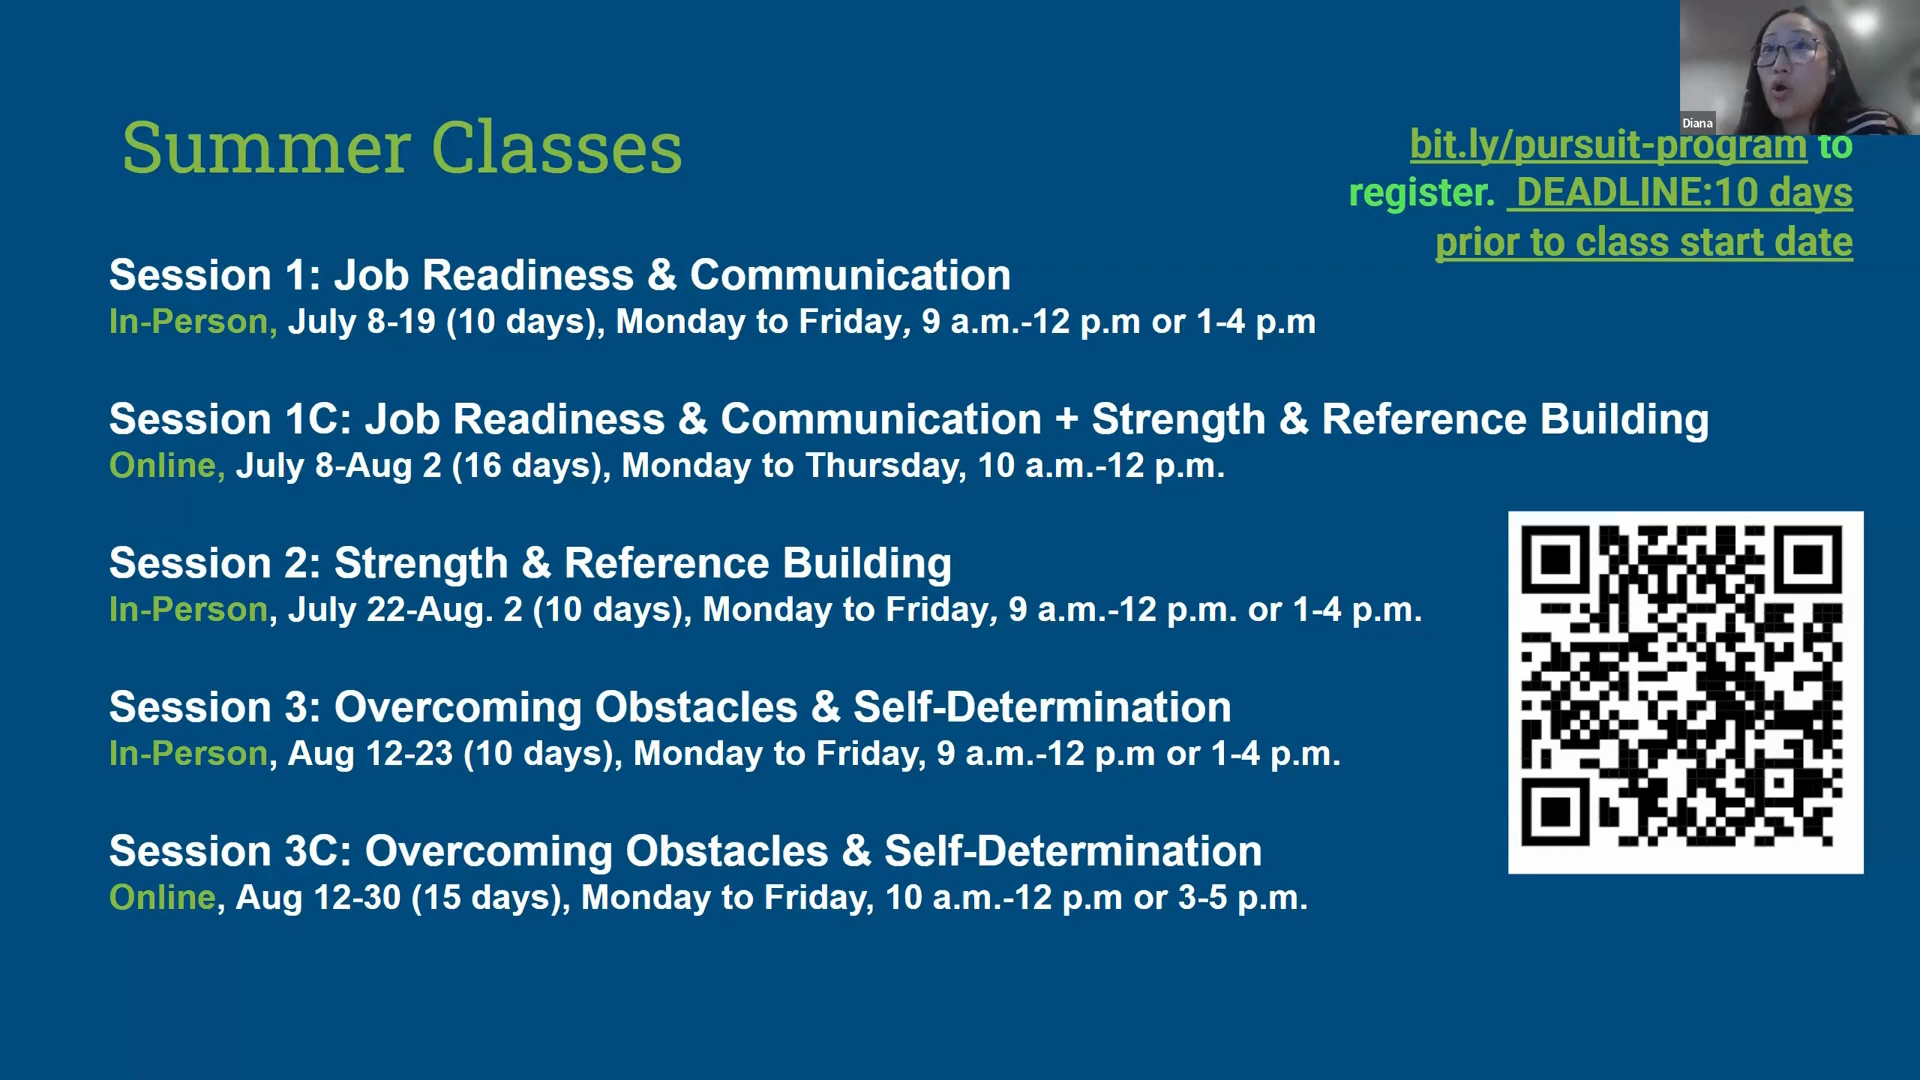 Diana
Summer Classes
bit.ly/pursuit-program to
register. DEADLINE:10 days
prior to class start date
Session 1: Job Readiness & Communication
In-Person, July 8-19 (10 days), Monday to Friday, 9 a.m.-12 p.m or 1-4 p.m
Session 1C: Job Readiness & Communication + Strength & Reference Building
Online, July 8-Aug 2 (16 days), Monday to Thursday, 10 a.m.-12 p.m.
Session 2: Strength & Reference Building
In-Person, July 22-Aug. 2 (10 days), Monday to Friday, 9 a.m.-12 p.m. or 1-4 p.m.
Session 3: Overcoming Obstacles & Self-Determination
In-Person, Aug 12-23 (10 days), Monday to Friday, 9 a.m.-12 p.m or 1-4 p.m.
Session 3C: Overcoming Obstacles & Self-Determination
Online, Aug 12-30 (15 days), Monday to Friday, 10 a.m.-12 p.m or 3-5 p.m.